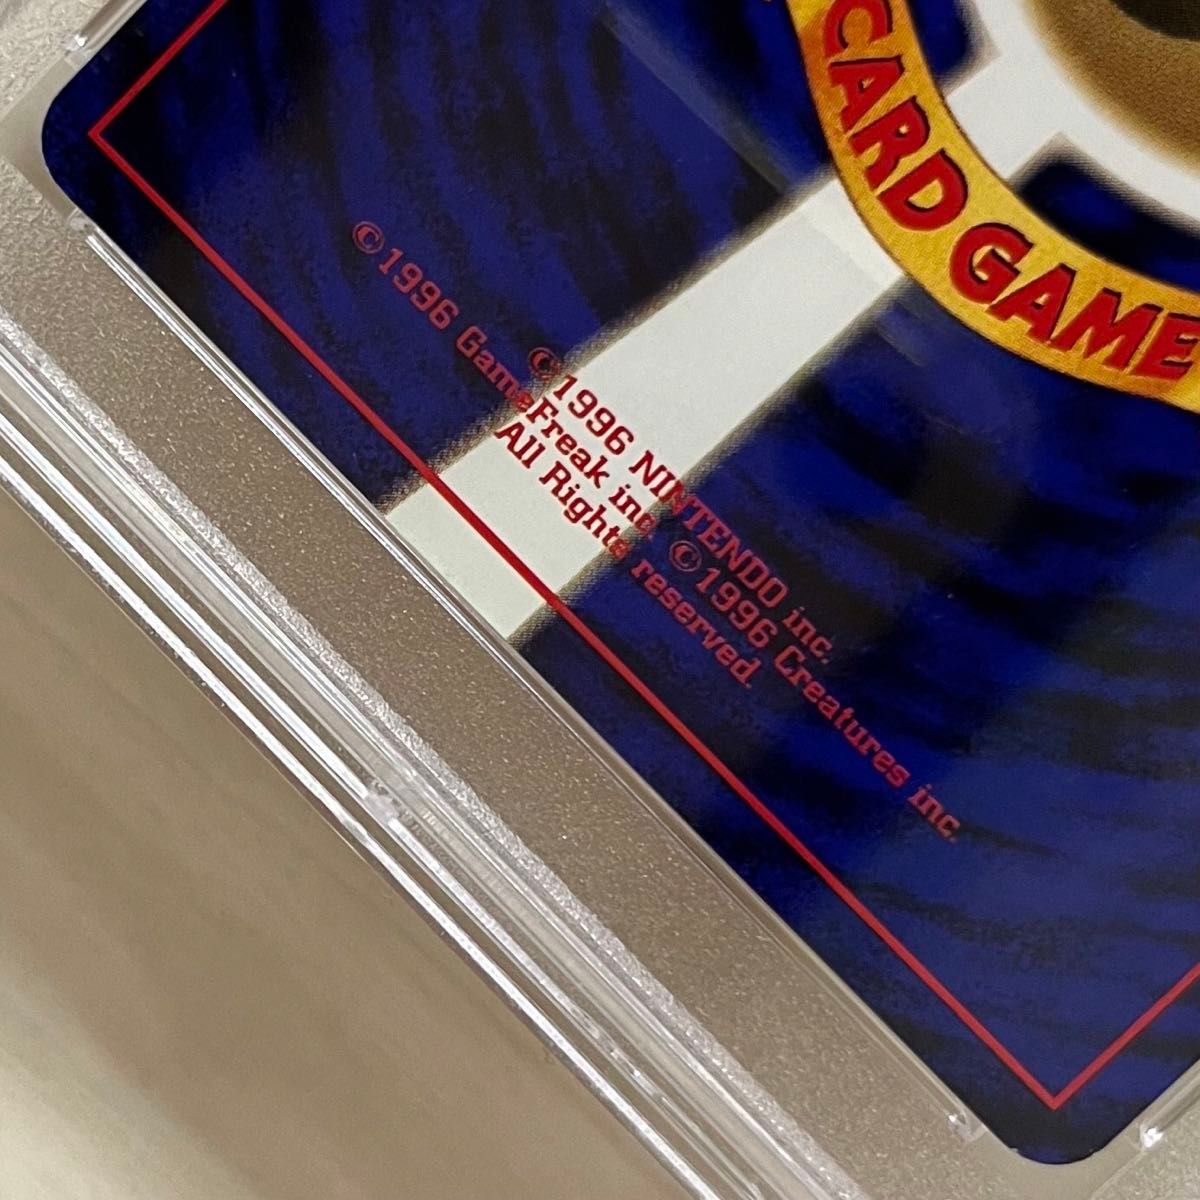 CARD GAME
©1996 NINTENDO inc.
©1996 GameFreak inc. ©1996 Creatures inc.
All Rights reserved.